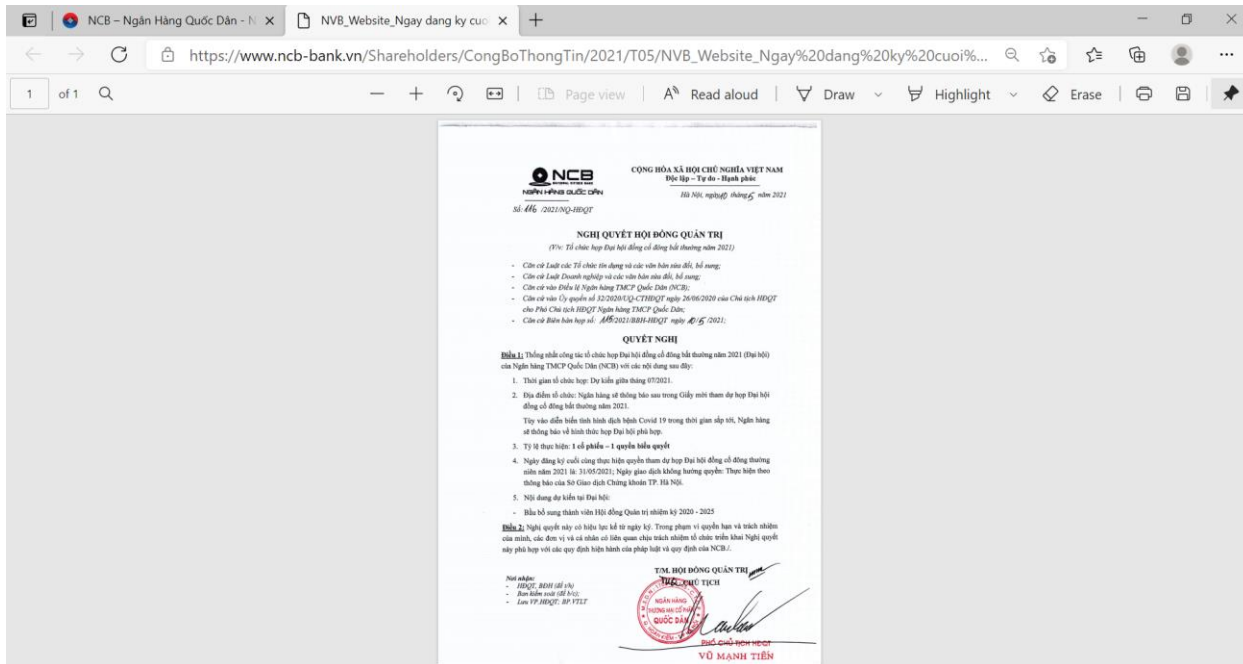 NCB – Ngân Hàng Quốc Dân - N
NVB_Website_Ngay dang ky cuo
https://www.ncb-bank.vn/Shareholders/CongBoThongTin/2021/T05/NVB_Website_Ngay%20dang%20ky%20cuoi%...
1 of 1 Page view Read aloud Draw Highlight Erase
NCB
NGÂN HÀNG QUỐC DÂN
CỘNG HÒA XÃ HỘI CHỦ NGHĨA VIỆT NAM
Độc lập – Tự do - Hạnh phúc
Hà Nội, ngày tháng 5 năm 2021
Số: 116 /2021/NQ-HĐQT
NGHỊ QUYẾT HỘI ĐỒNG QUẢN TRỊ
(V/v: Tổ chức họp Đại hội đồng cổ đông bất thường năm 2021)
- Căn cứ Luật các Tổ chức tín dụng và các văn bản sửa đổi, bổ sung;
- Căn cứ Luật Doanh nghiệp và các văn bản sửa đổi, bổ sung;
- Căn cứ vào Điều lệ Ngân hàng TMCP Quốc Dân (NCB);
- Căn cứ vào Ủy quyền số 32/2020/UQ-CTHĐQT ngày 26/06/2020 của Chủ tịch HĐQT
cho Phó Chủ tịch HĐQT Ngân hàng TMCP Quốc Dân;
- Căn cứ Biên bản họp số: 115/2021/BBH-HĐQT ngày 10/5/2021;
QUYẾT NGHỊ
Điều 1: Thống nhất công tác tổ chức họp Đại hội đồng cổ đông bất thường năm 2021 (Đại hội)
của Ngân hàng TMCP Quốc Dân (NCB) với các nội dung sau đây:
1. Thời gian tổ chức họp: Dự kiến giữa tháng 07/2021.
2. Địa điểm tổ chức: Ngân hàng sẽ thông báo sau trong Giấy mời tham dự họp Đại hội
đồng cổ đông bất thường năm 2021.
Tùy vào diễn biến tình hình dịch bệnh Covid 19 trong thời gian sắp tới, Ngân hàng
sẽ thông báo về hình thức họp Đại hội phù hợp.
3. Tỷ lệ thực hiện: 1 cổ phiếu – 1 quyền biểu quyết
4. Ngày đăng ký cuối cùng thực hiện quyền tham dự họp Đại hội đồng cổ đông thường
niên năm 2021 là: 31/05/2021; Ngày giao dịch không hưởng quyền: Thực hiện theo
thông báo của Sở Giao dịch Chứng khoán TP. Hà Nội.
5. Nội dung dự kiến tại Đại hội:
- Bầu bổ sung thành viên Hội đồng Quản trị nhiệm kỳ 2020 - 2025
Điều 2: Nghị quyết này có hiệu lực kể từ ngày ký. Trong phạm vi quyền hạn và trách nhiệm
của mình, các đơn vị và cá nhân có liên quan chịu trách nhiệm tổ chức triển khai Nghị quyết
này phù hợp với các quy định hiện hành của pháp luật và quy định của NCB./.
T/M. HỘI ĐỒNG QUẢN TRỊ
CHỦ TỊCH
Nơi nhận:
- HĐQT, BĐH (để t/h)
- Ban kiểm soát (để b/c);
- Lưu VP.HĐQT; BP.VTLT
NGÂN HÀNG
THƯƠNG MẠI CỔ PHẦN
QUỐC DÂN
PHÓ CHỦ TỊCH HĐQT
VŨ MẠNH TIẾN